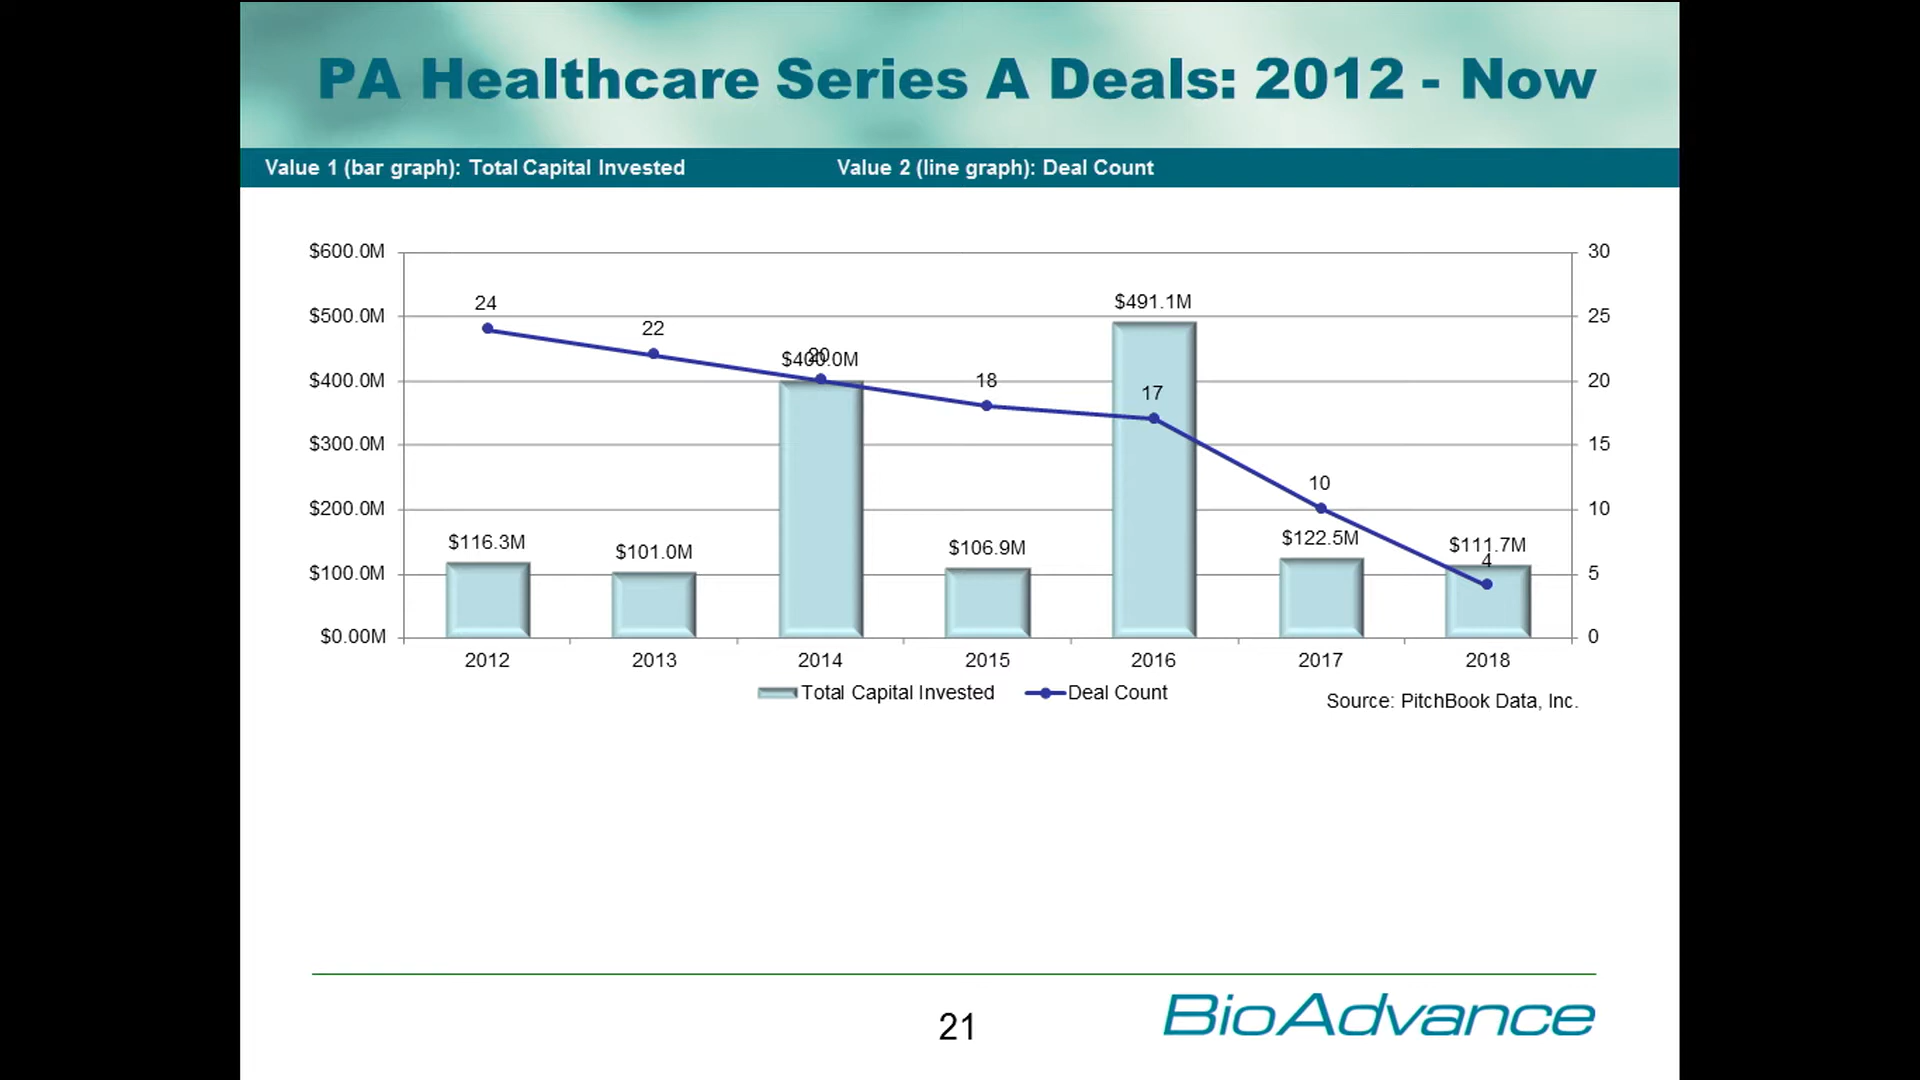 PA Healthcare Series A Deals: 2012 - Now
Value 1 (bar graph): Total Capital Invested
Value 2 (line graph): Deal Count
$600.0M
$500.0M
$400.0M
$300.0M
$200.0M
$100.0M
$0.00M
30
25
20
15
10
5
0
24
22
20
18
17
10
4
$116.3M
$101.0M
$400.0M
$106.9M
$491.1M
$122.5M
$111.7M
2012
2013
2014
2015
2016
2017
2018
Total Capital Invested
Deal Count
Source: PitchBook Data, Inc.
21
BioAdvance